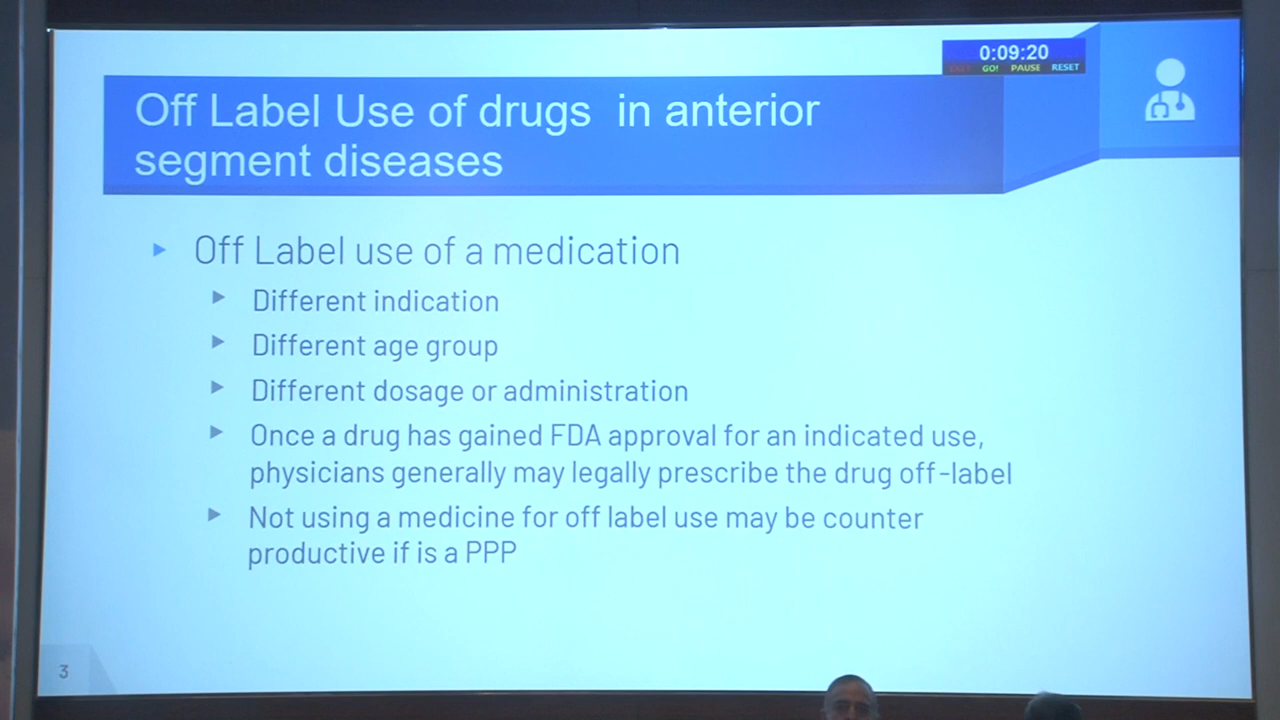 0:09:20
EXIT GO! PAUSE RESET
Off Label Use of drugs in anterior
segment diseases
Off Label use of a medication
Different indication
Different age group
Different dosage or administration
Once a drug has gained FDA approval for an indicated use,
physicians generally may legally prescribe the drug off-label
Not using a medicine for off label use may be counter
productive if is a PPP
3